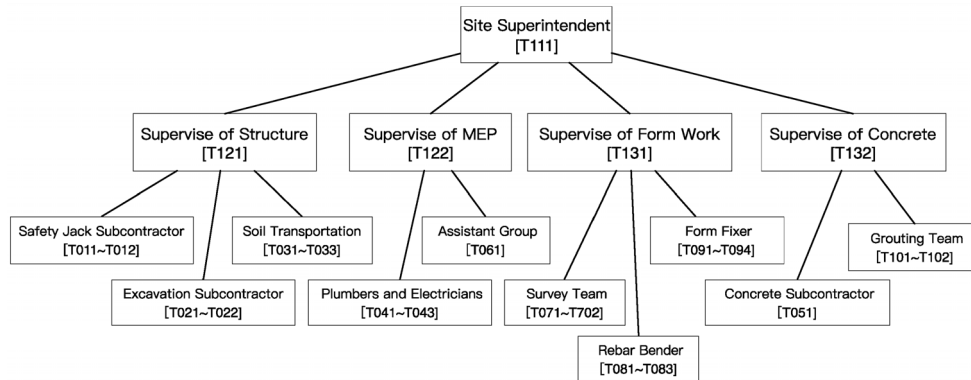 Site Superintendent
[T111]
Supervise of Structure
[T121]
Supervise of MEP
[T122]
Supervise of Form Work
[T131]
Supervise of Concrete
[T132]
Safety Jack Subcontractor
[T011~T012]
Soil Transportation
[T031~T033]
Assistant Group
[T061]
Form Fixer
[T091~T094]
Grouting Team
[T101~T102]
Excavation Subcontractor
[T021~T022]
Plumbers and Electricians
[T041~T043]
Survey Team
[T071~T702]
Concrete Subcontractor
[T051]
Rebar Bender
[T081~T083]